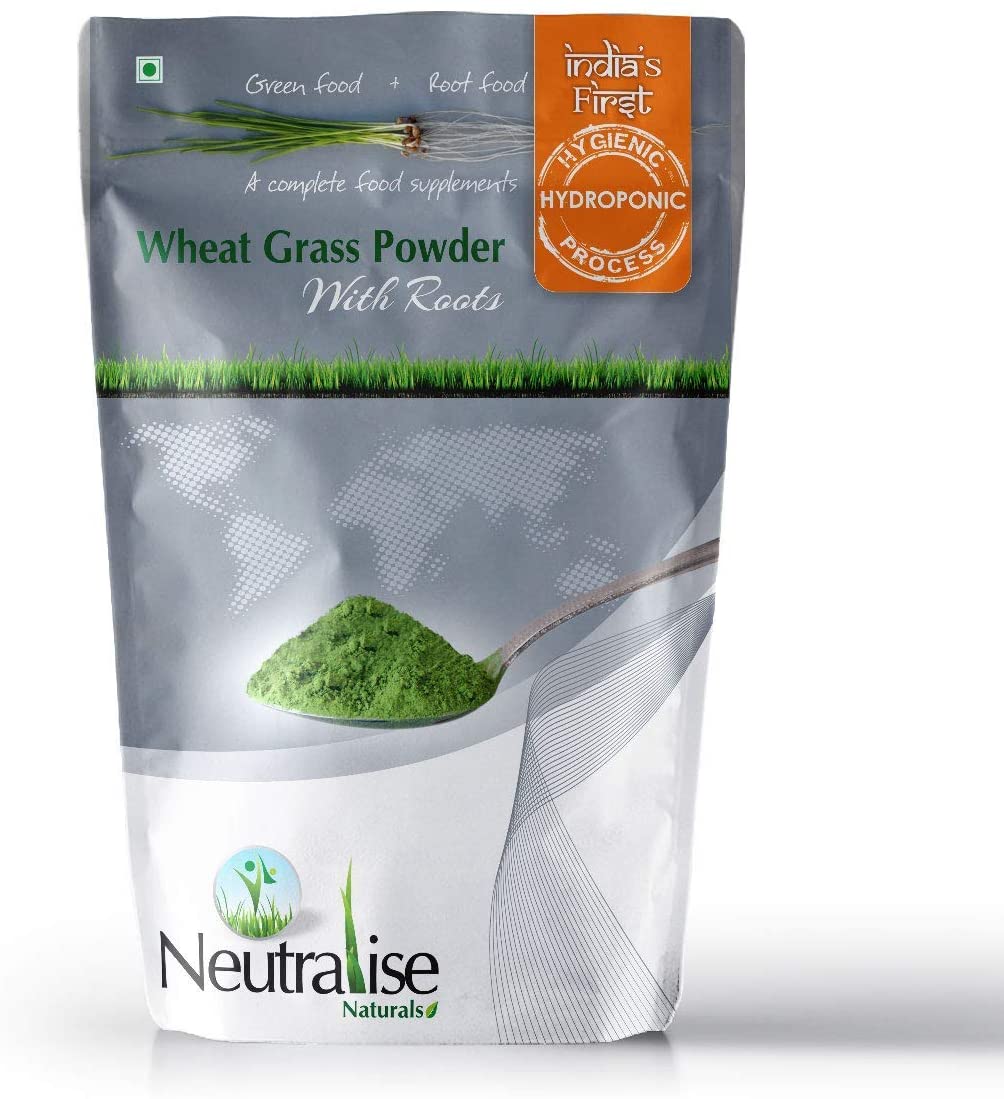 Green food + Root food
A complete food supplements
Wheat Grass Powder
With Roots
india's
First
HYGIENIC
HYDROPONIC
PROCESS
Neutralise
Naturals